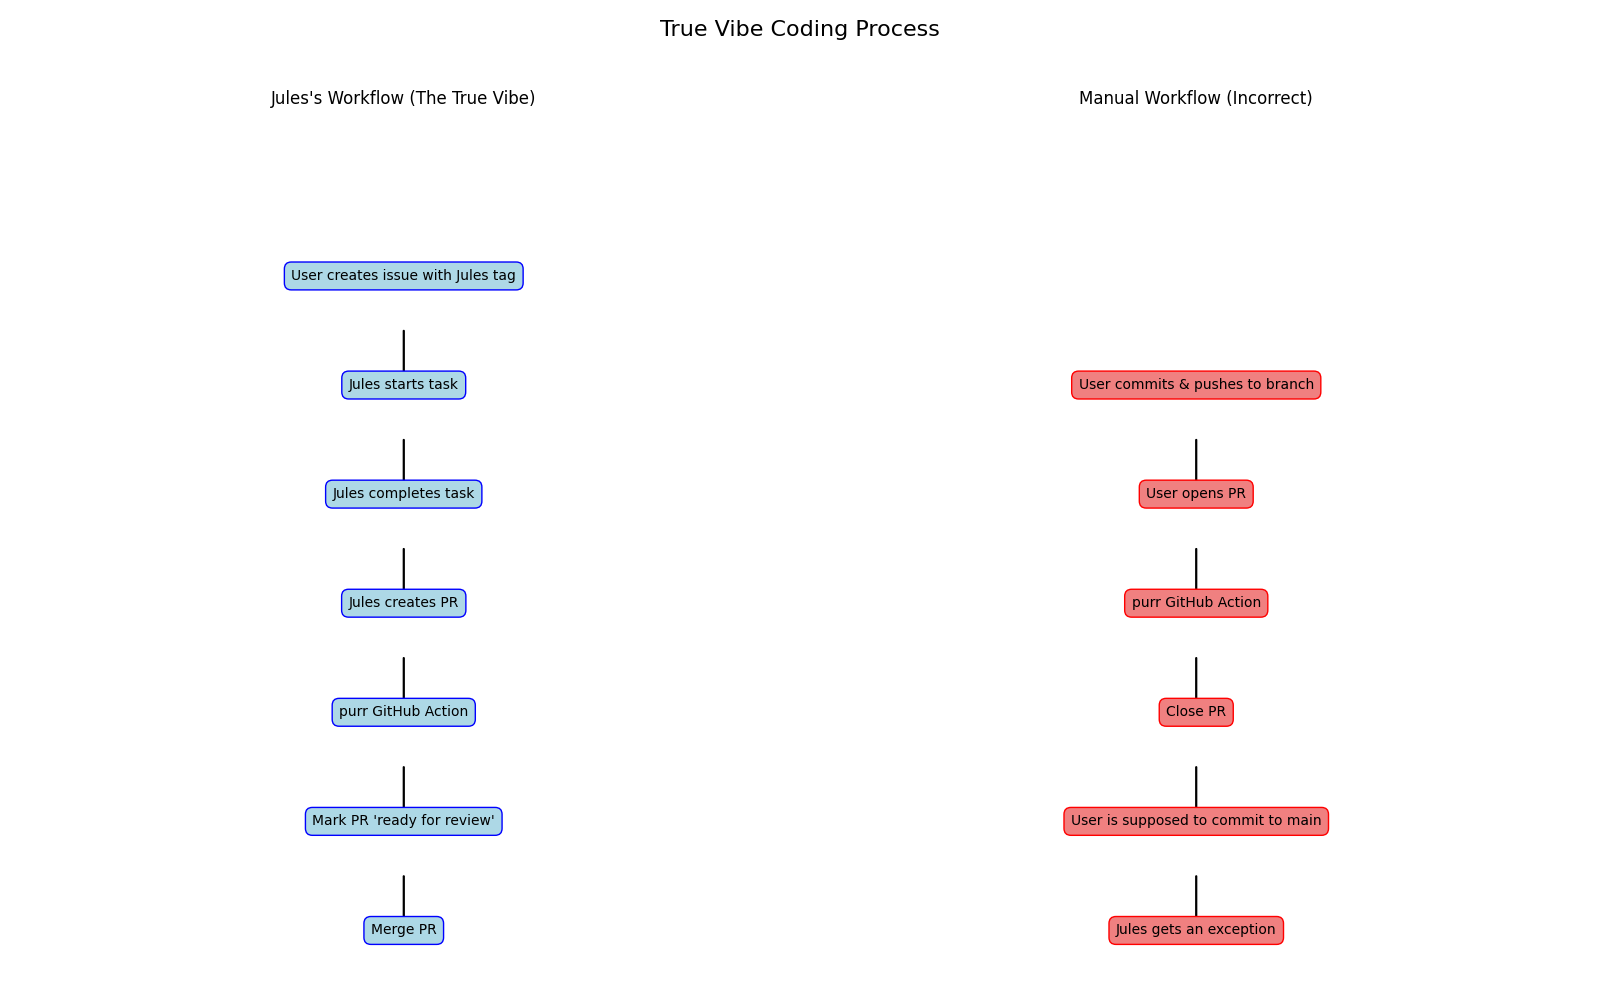 True Vibe Coding Process
Jules's Workflow (The True Vibe)
User creates issue with Jules tag
Jules starts task
Jules completes task
Jules creates PR
purr GitHub Action
Mark PR 'ready for review'
Merge PR
Manual Workflow (Incorrect)
User commits & pushes to branch
User opens PR
purr GitHub Action
Close PR
User is supposed to commit to main
Jules gets an exception